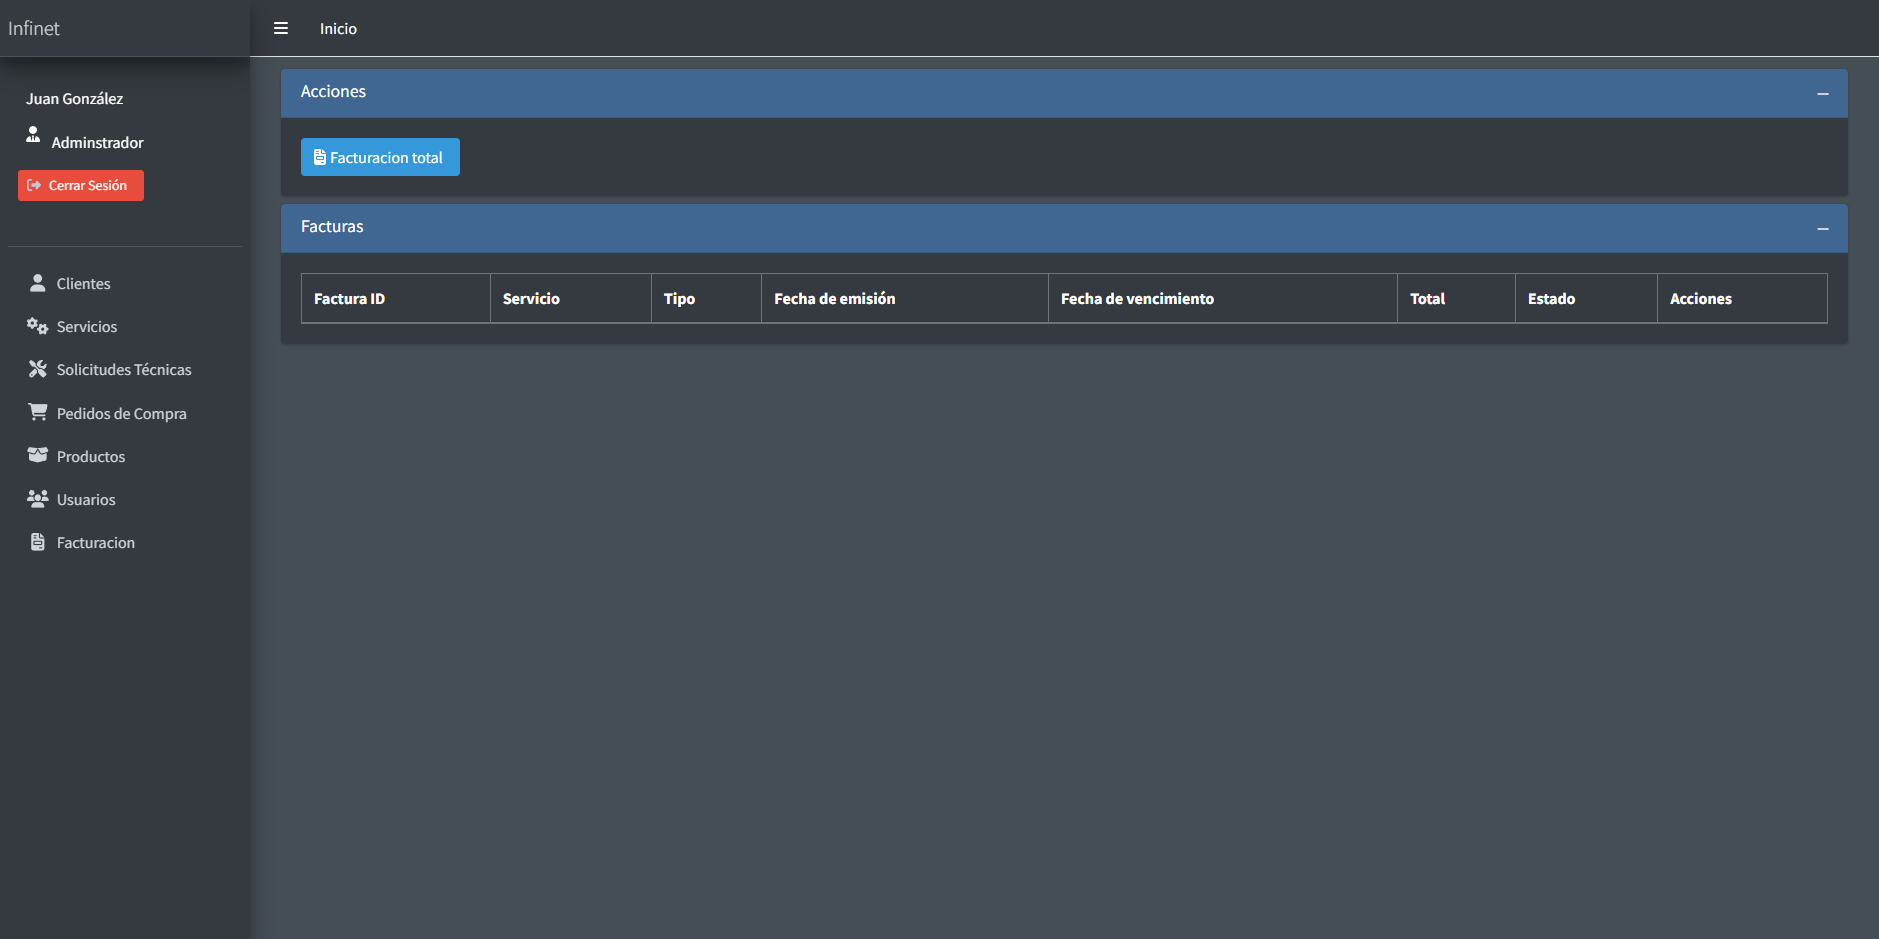 Infinet
Inicio
Juan González
Adminstrador
Cerrar Sesión
Clientes
Servicios
Solicitudes Técnicas
Pedidos de Compra
Productos
Usuarios
Facturacion
Acciones
Facturacion total
Facturas
Factura ID Servicio Tipo Fecha de emisión Fecha de vencimiento Total Estado Acciones